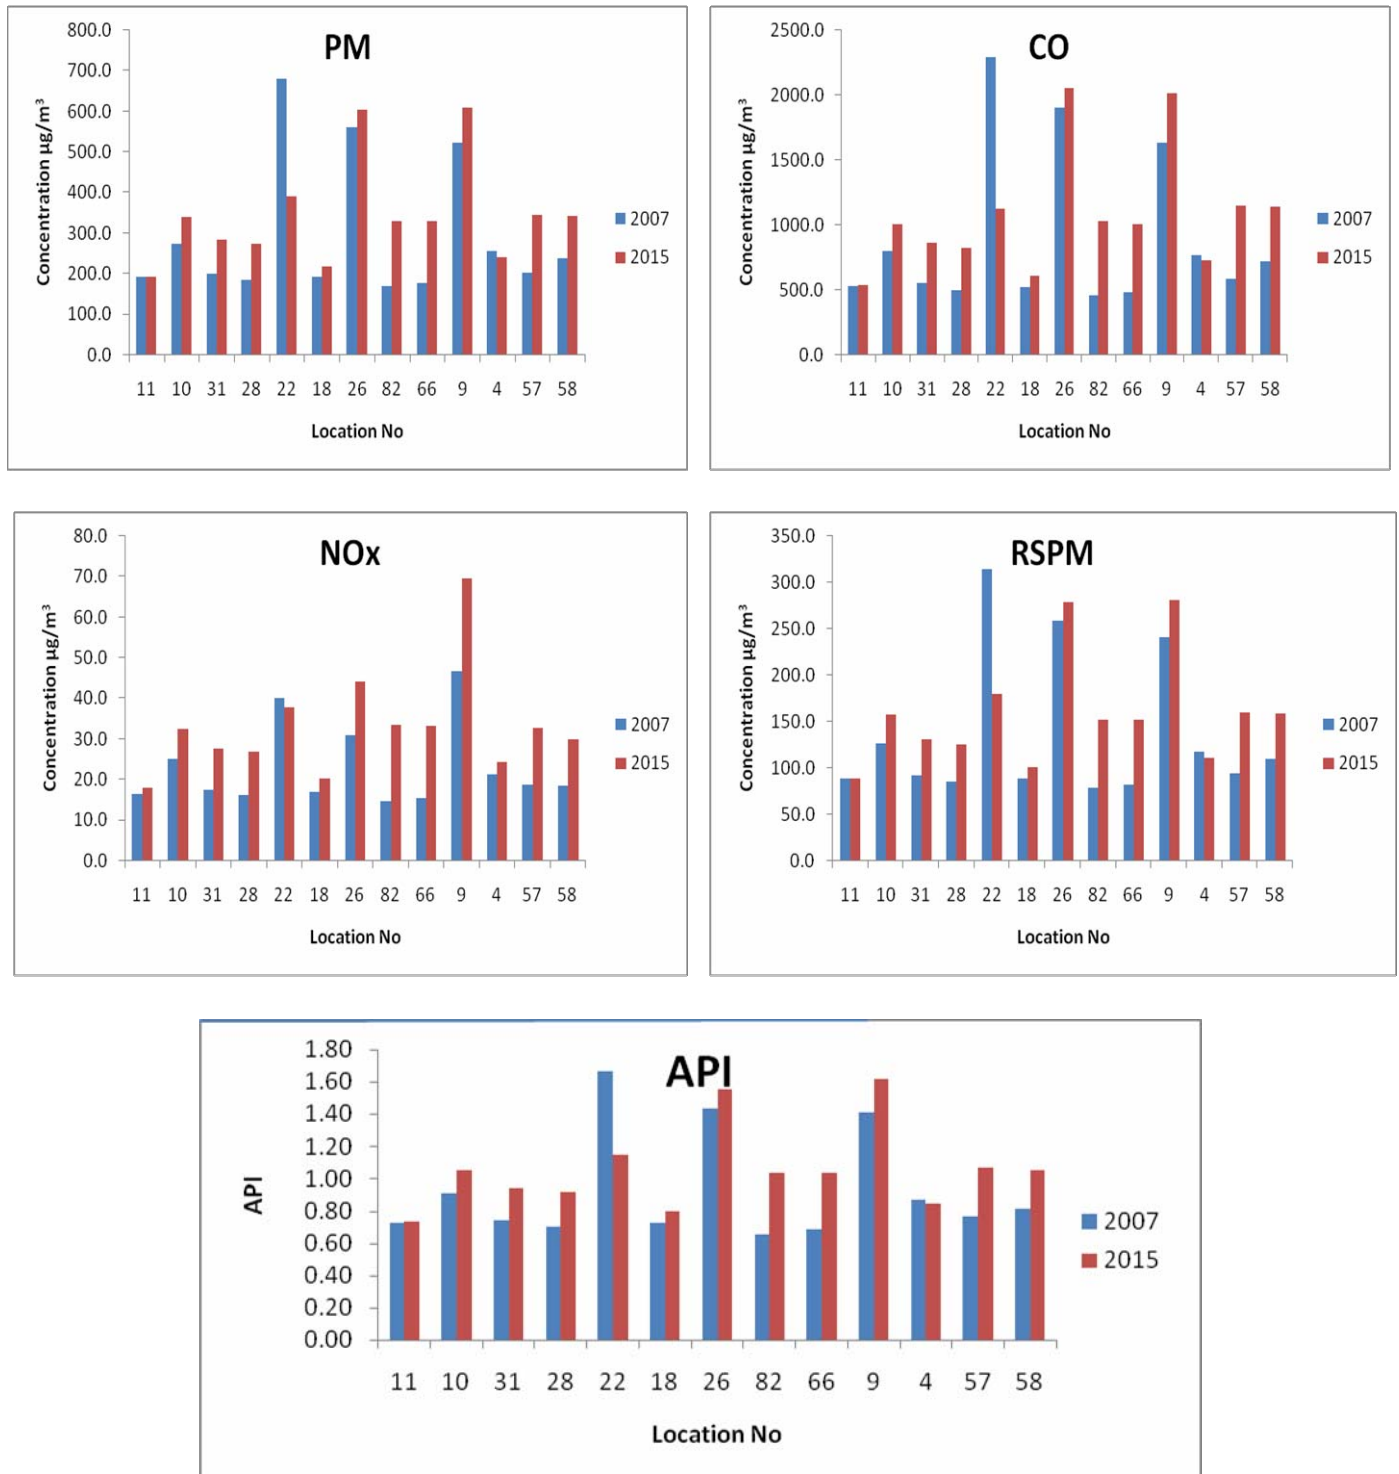 PM
800.0
700.0
600.0
500.0
400.0
300.0
200.0
100.0
0.0
Concentration µg/m³
11 10 31 28 22 18 26 82 66 9 4 57 58
Location No
2007
2015
CO
2500.0
2000.0
1500.0
1000.0
500.0
0.0
Concentration µg/m³
11 10 31 28 22 18 26 82 66 9 4 57 58
Location No
2007
2015
NOx
80.0
70.0
60.0
50.0
40.0
30.0
20.0
10.0
0.0
Concentration µg/m³
11 10 31 28 22 18 26 82 66 9 4 57 58
Location No
2007
2015
RSPM
350.0
300.0
250.0
200.0
150.0
100.0
50.0
0.0
Concentration µg/m³
11 10 31 28 22 18 26 82 66 9 4 57 58
Location No
2007
2015
API
1.80
1.60
1.40
1.20
1.00
0.80
0.60
0.40
0.20
0.00
API
11 10 31 28 22 18 26 82 66 9 4 57 58
Location No
2007
2015